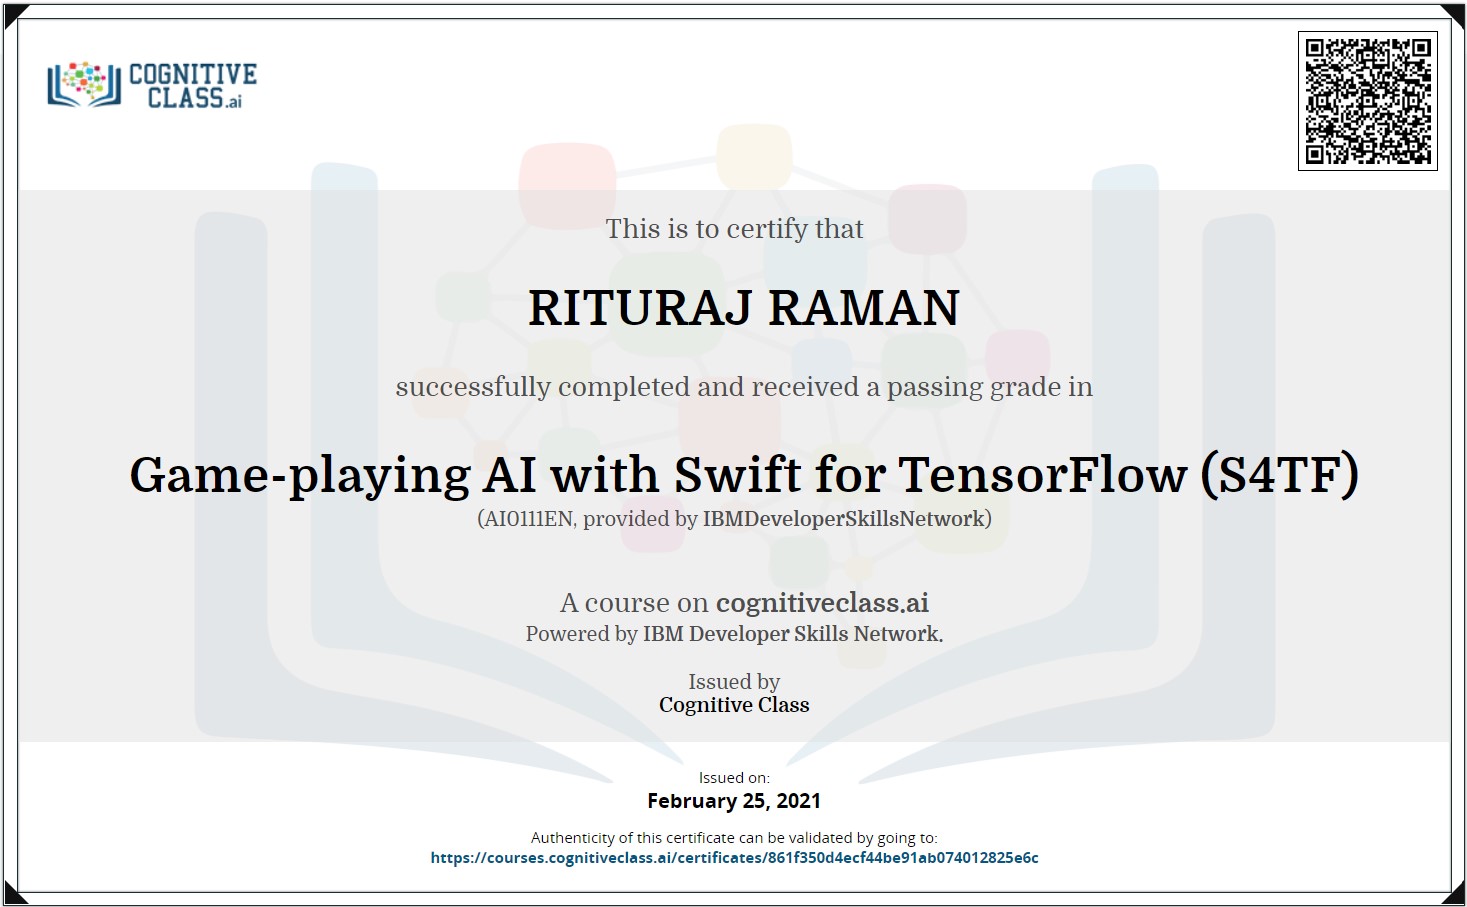 COGNITIVE
CLASS.ai
This is to certify that
RITURAJ RAMAN
successfully completed and received a passing grade in
Game-playing AI with Swift for TensorFlow (S4TF)
(AI0111EN, provided by IBMDeveloperSkillsNetwork)
A course on cognitiveclass.ai
Powered by IBM Developer Skills Network.
Issued by
Cognitive Class
Issued on:
February 25, 2021
Authenticity of this certificate can be validated by going to:
https://courses.cognitiveclass.ai/certificates/861f350d4ecf44be91ab074012825e6c